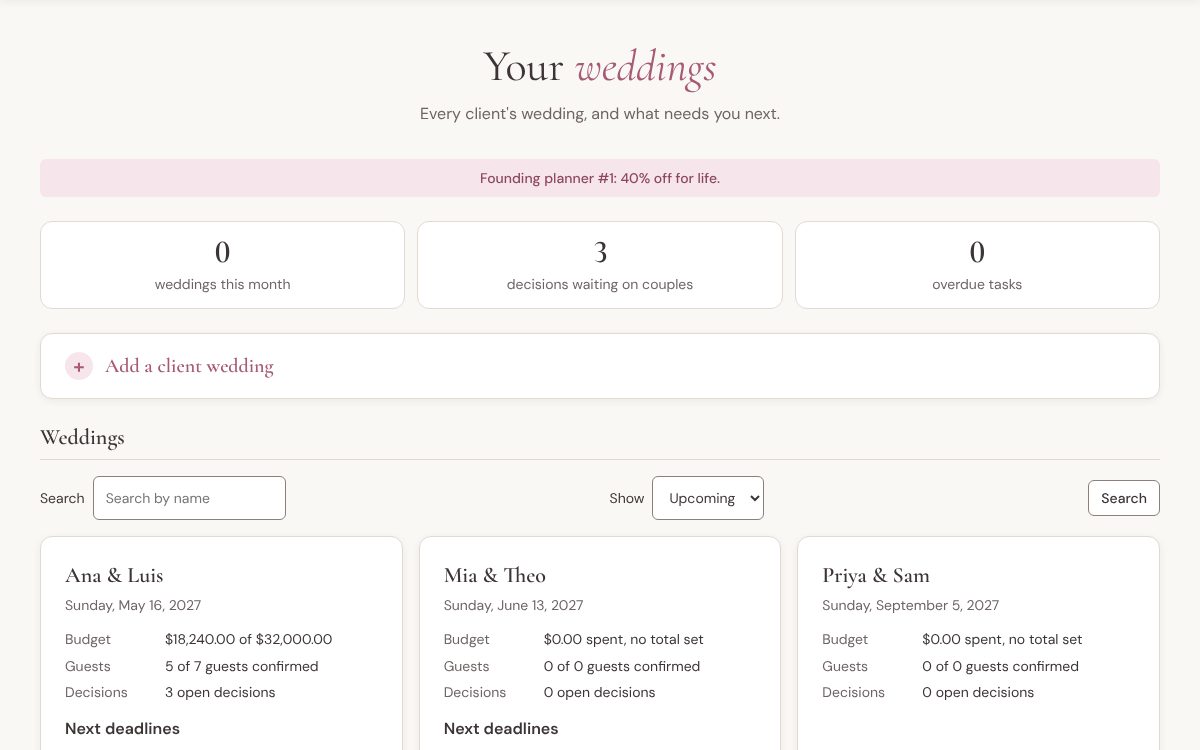 Your weddings
Every client's wedding, and what needs you next.
Founding planner #1: 40% off for life.
0
weddings this month
3
decisions waiting on couples
0
overdue tasks
+ Add a client wedding
Weddings
Search Search by name Show Upcoming Search
Ana & Luis
Sunday, May 16, 2027
Budget $18,240.00 of $32,000.00
Guests 5 of 7 guests confirmed
Decisions 3 open decisions
Next deadlines
Mia & Theo
Sunday, June 13, 2027
Budget $0.00 spent, no total set
Guests 0 of 0 guests confirmed
Decisions 0 open decisions
Next deadlines
Priya & Sam
Sunday, September 5, 2027
Budget $0.00 spent, no total set
Guests 0 of 0 guests confirmed
Decisions 0 open decisions